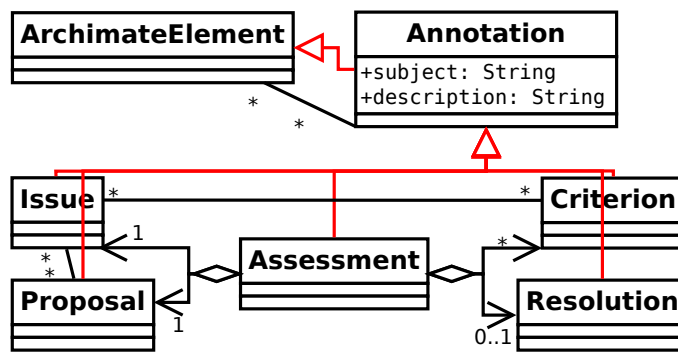 ArchimateElement
Annotation
+subject: String
+description: String
*
*
Issue
*
*
Criterion
*
*
1
*
Assessment
Proposal
1
Resolution
0..1